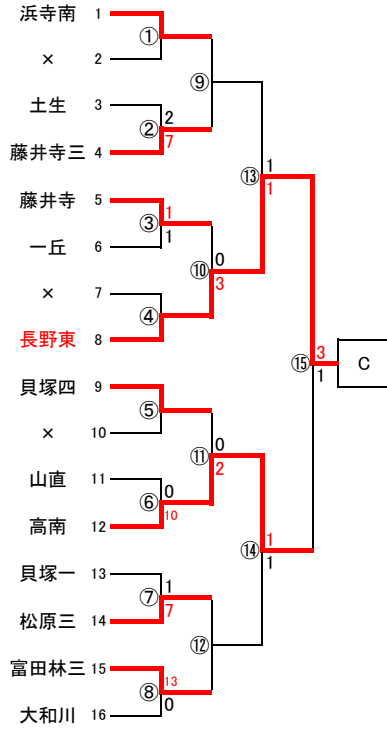 浜寺南 1
①
× 2
⑨
土生 3
2
②
7
藤井寺三 4
1
⑬
1
藤井寺 5
1
③
1
一丘 6
0
⑩
3
× 7
④
長野東 8
3
⑮
1
C
貝塚四 9
⑤
× 10
0
⑪
2
山直 11
0
⑥
10
高南 12
1
⑭
1
貝塚一 13
1
⑦
7
松原三 14
⑫
富田林三 15
13
⑧
0
大和川 16